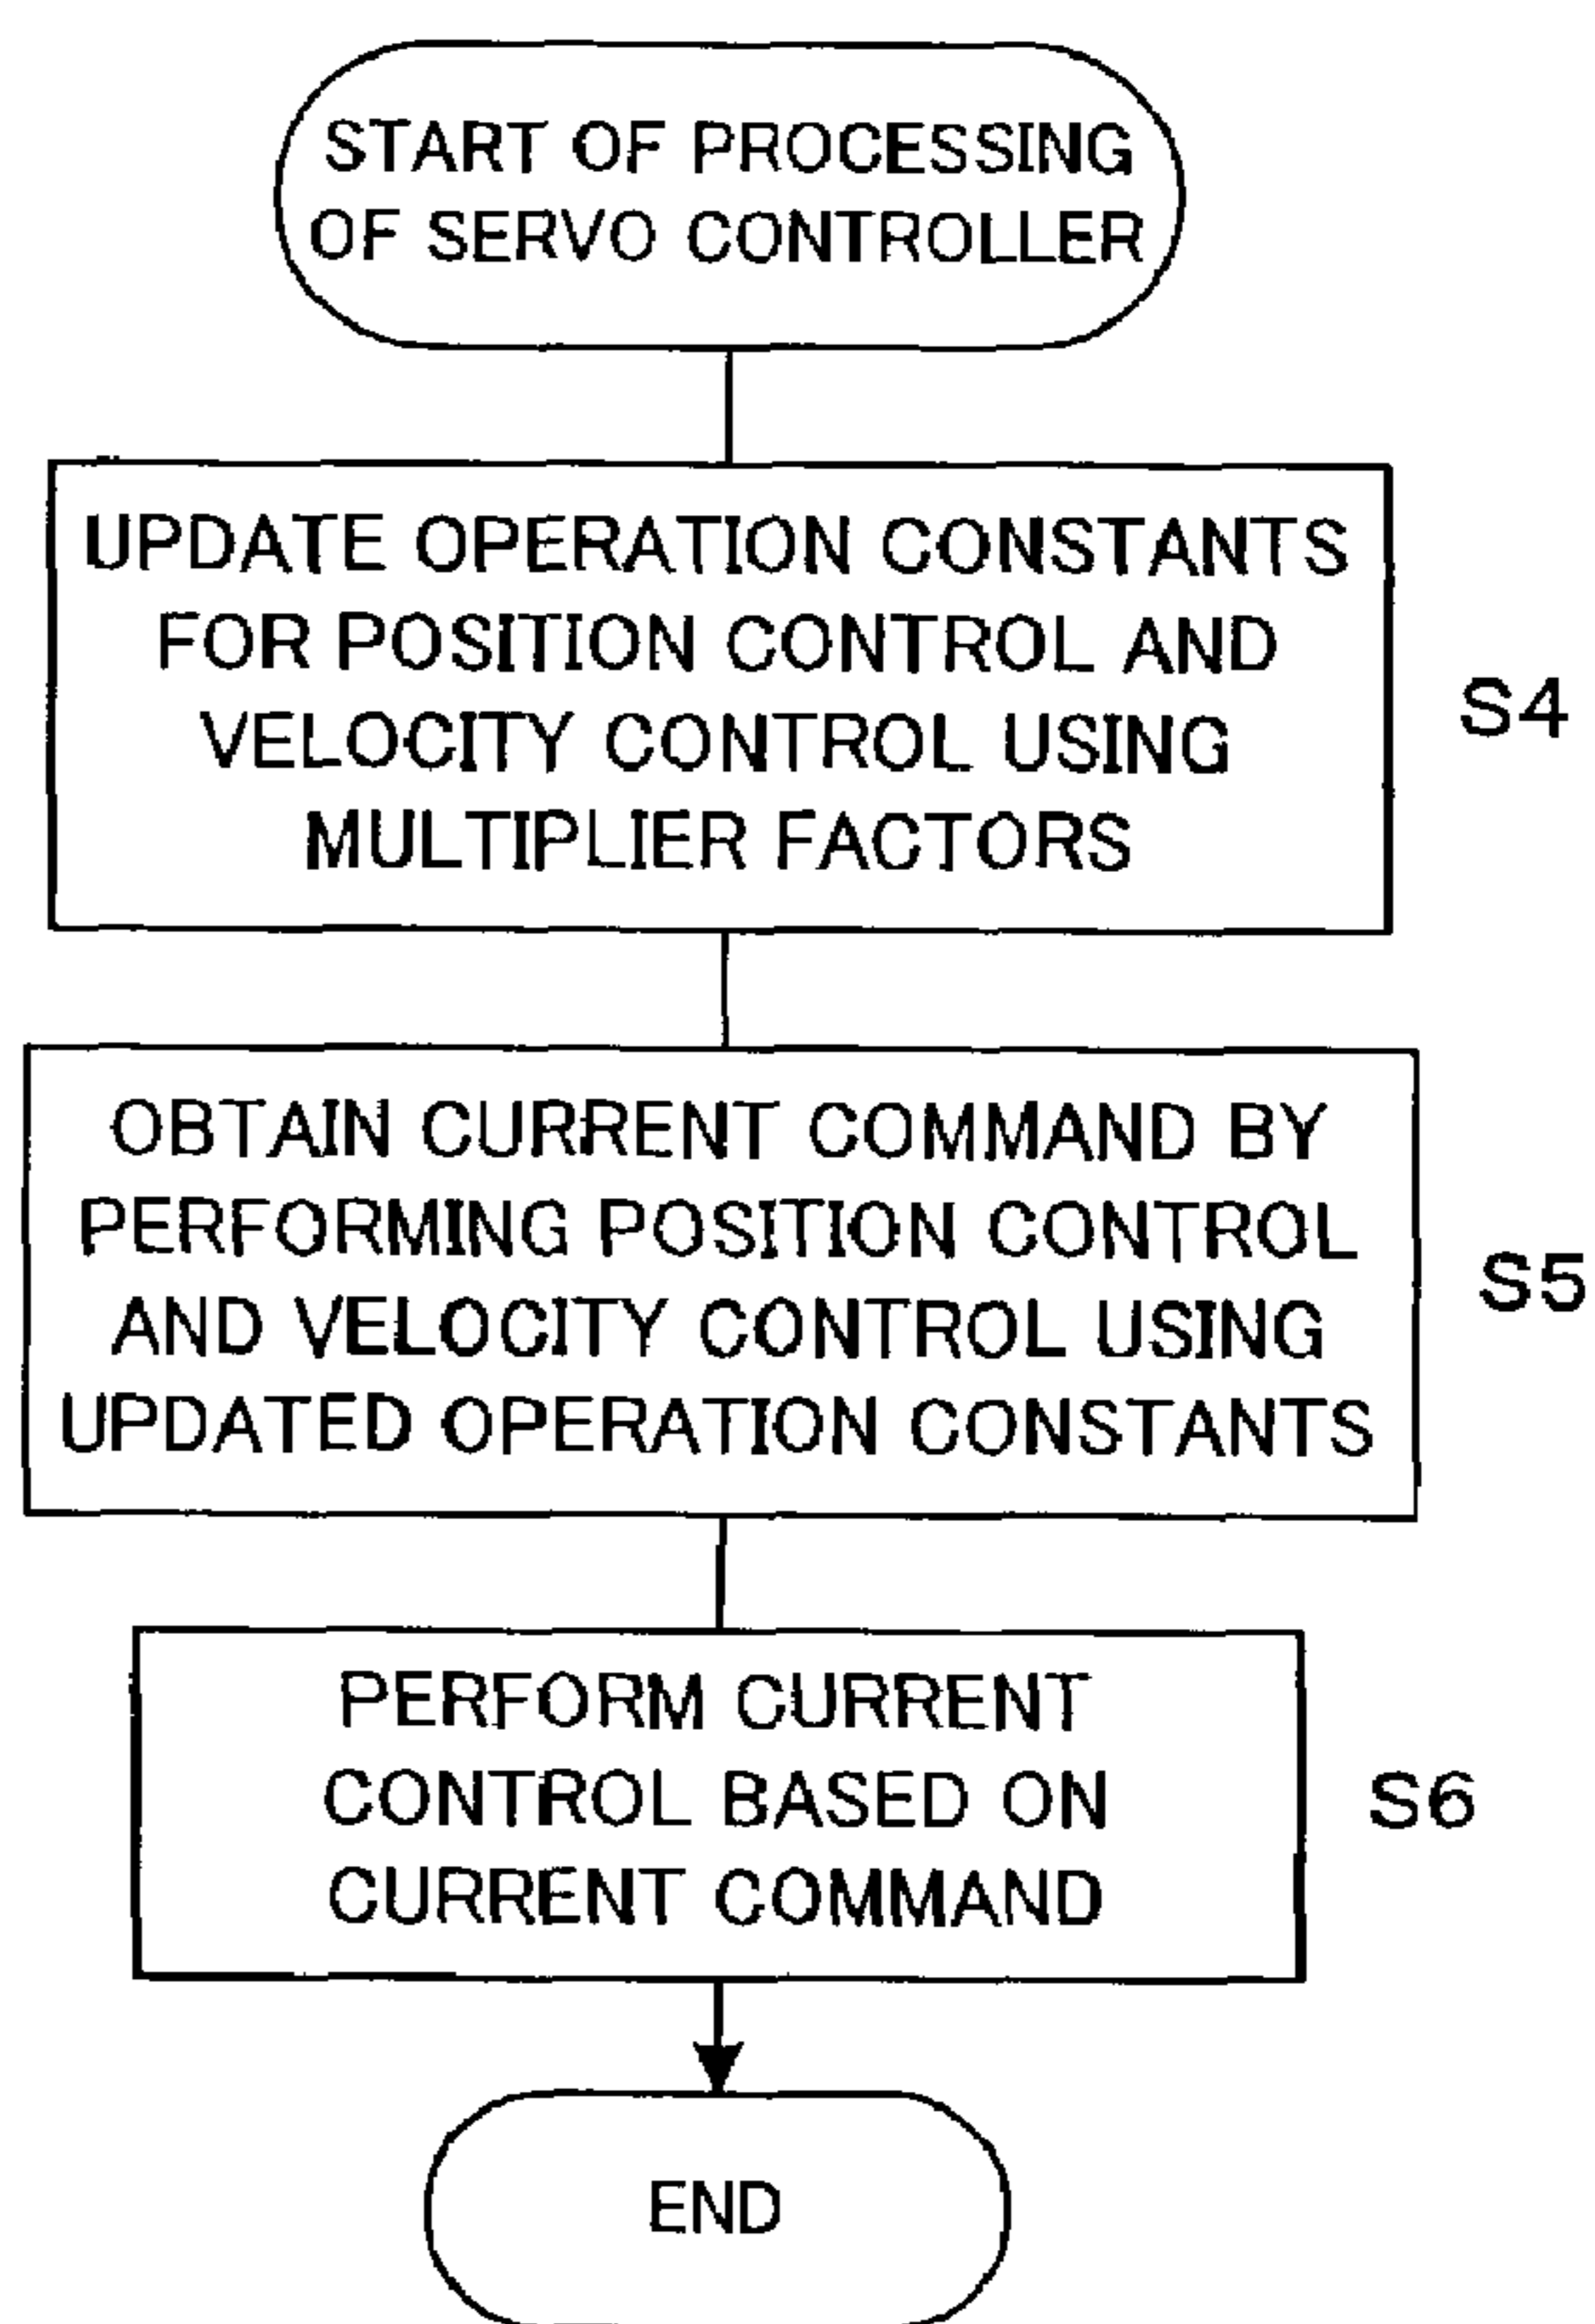 START OF PROCESSING
OF SERVO CONTROLLER
UPDATE OPERATION CONSTANTS
FOR POSITION CONTROL AND
VELOCITY CONTROL USING
MULTIPLIER FACTORS
S4
OBTAIN CURRENT COMMAND BY
PERFORMING POSITION CONTROL
AND VELOCITY CONTROL USING
UPDATED OPERATION CONSTANTS
S5
PERFORM CURRENT
CONTROL BASED ON
CURRENT COMMAND
S6
END